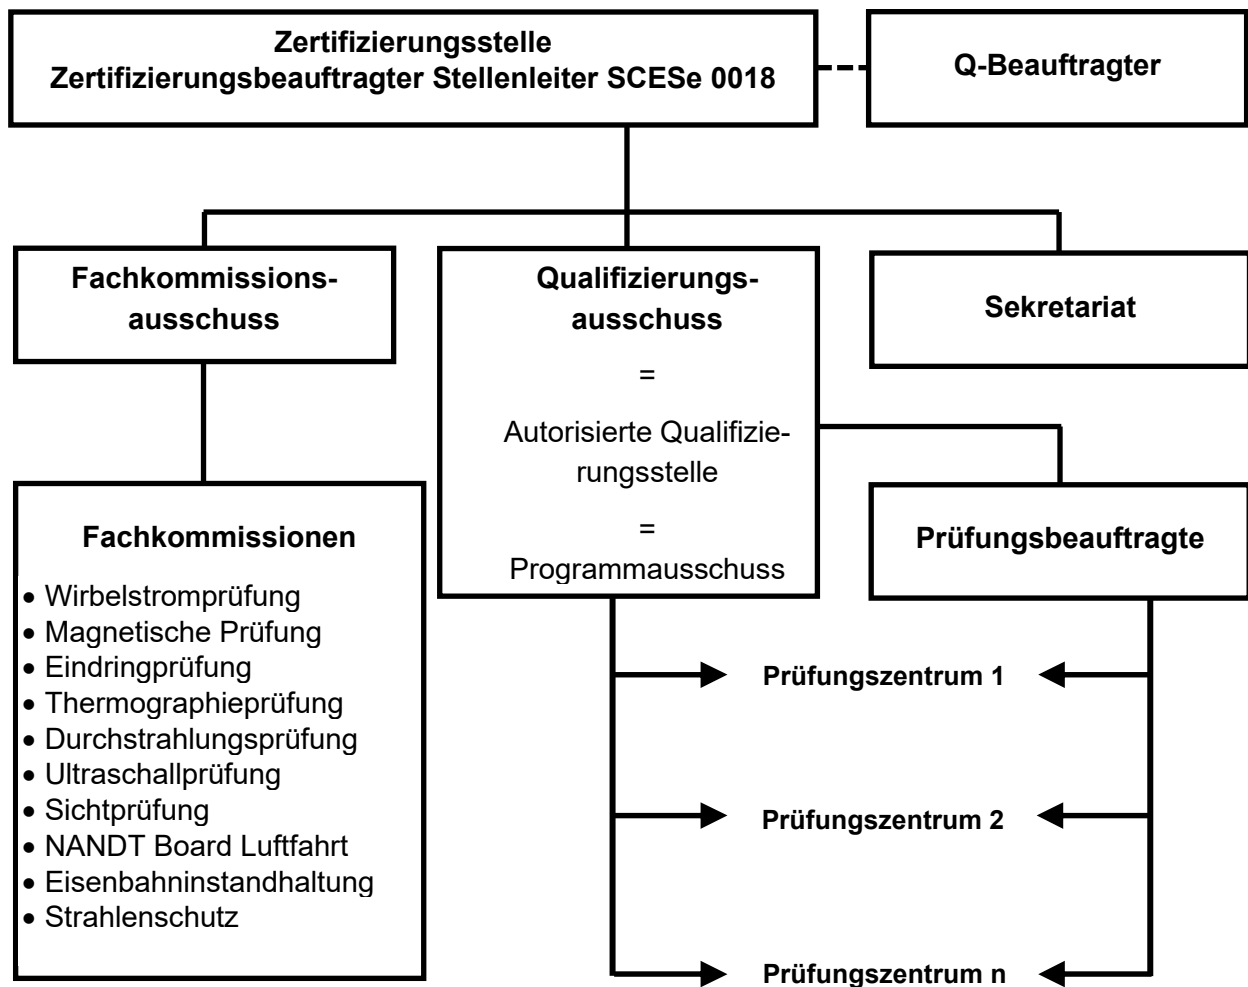 Zertifizierungsstelle
Zertifizierungsbeauftragter Stellenleiter SCESe 0018
Q-Beauftragter
Fachkommissions-
ausschuss
Qualifizierungs-
ausschuss
=
Autorisierte Qualifizie-
rungsstelle
=
Programmausschuss
Sekretariat
Fachkommissionen
• Wirbelstromprüfung
• Magnetische Prüfung
• Eindringprüfung
• Thermographieprüfung
• Durchstrahlungsprüfung
• Ultraschallprüfung
• Sichtprüfung
• NANDT Board Luftfahrt
• Eisenbahninstandhaltung
• Strahlenschutz
Prüfungsbeauftragte
Prüfungszentrum 1
Prüfungszentrum 2
Prüfungszentrum n